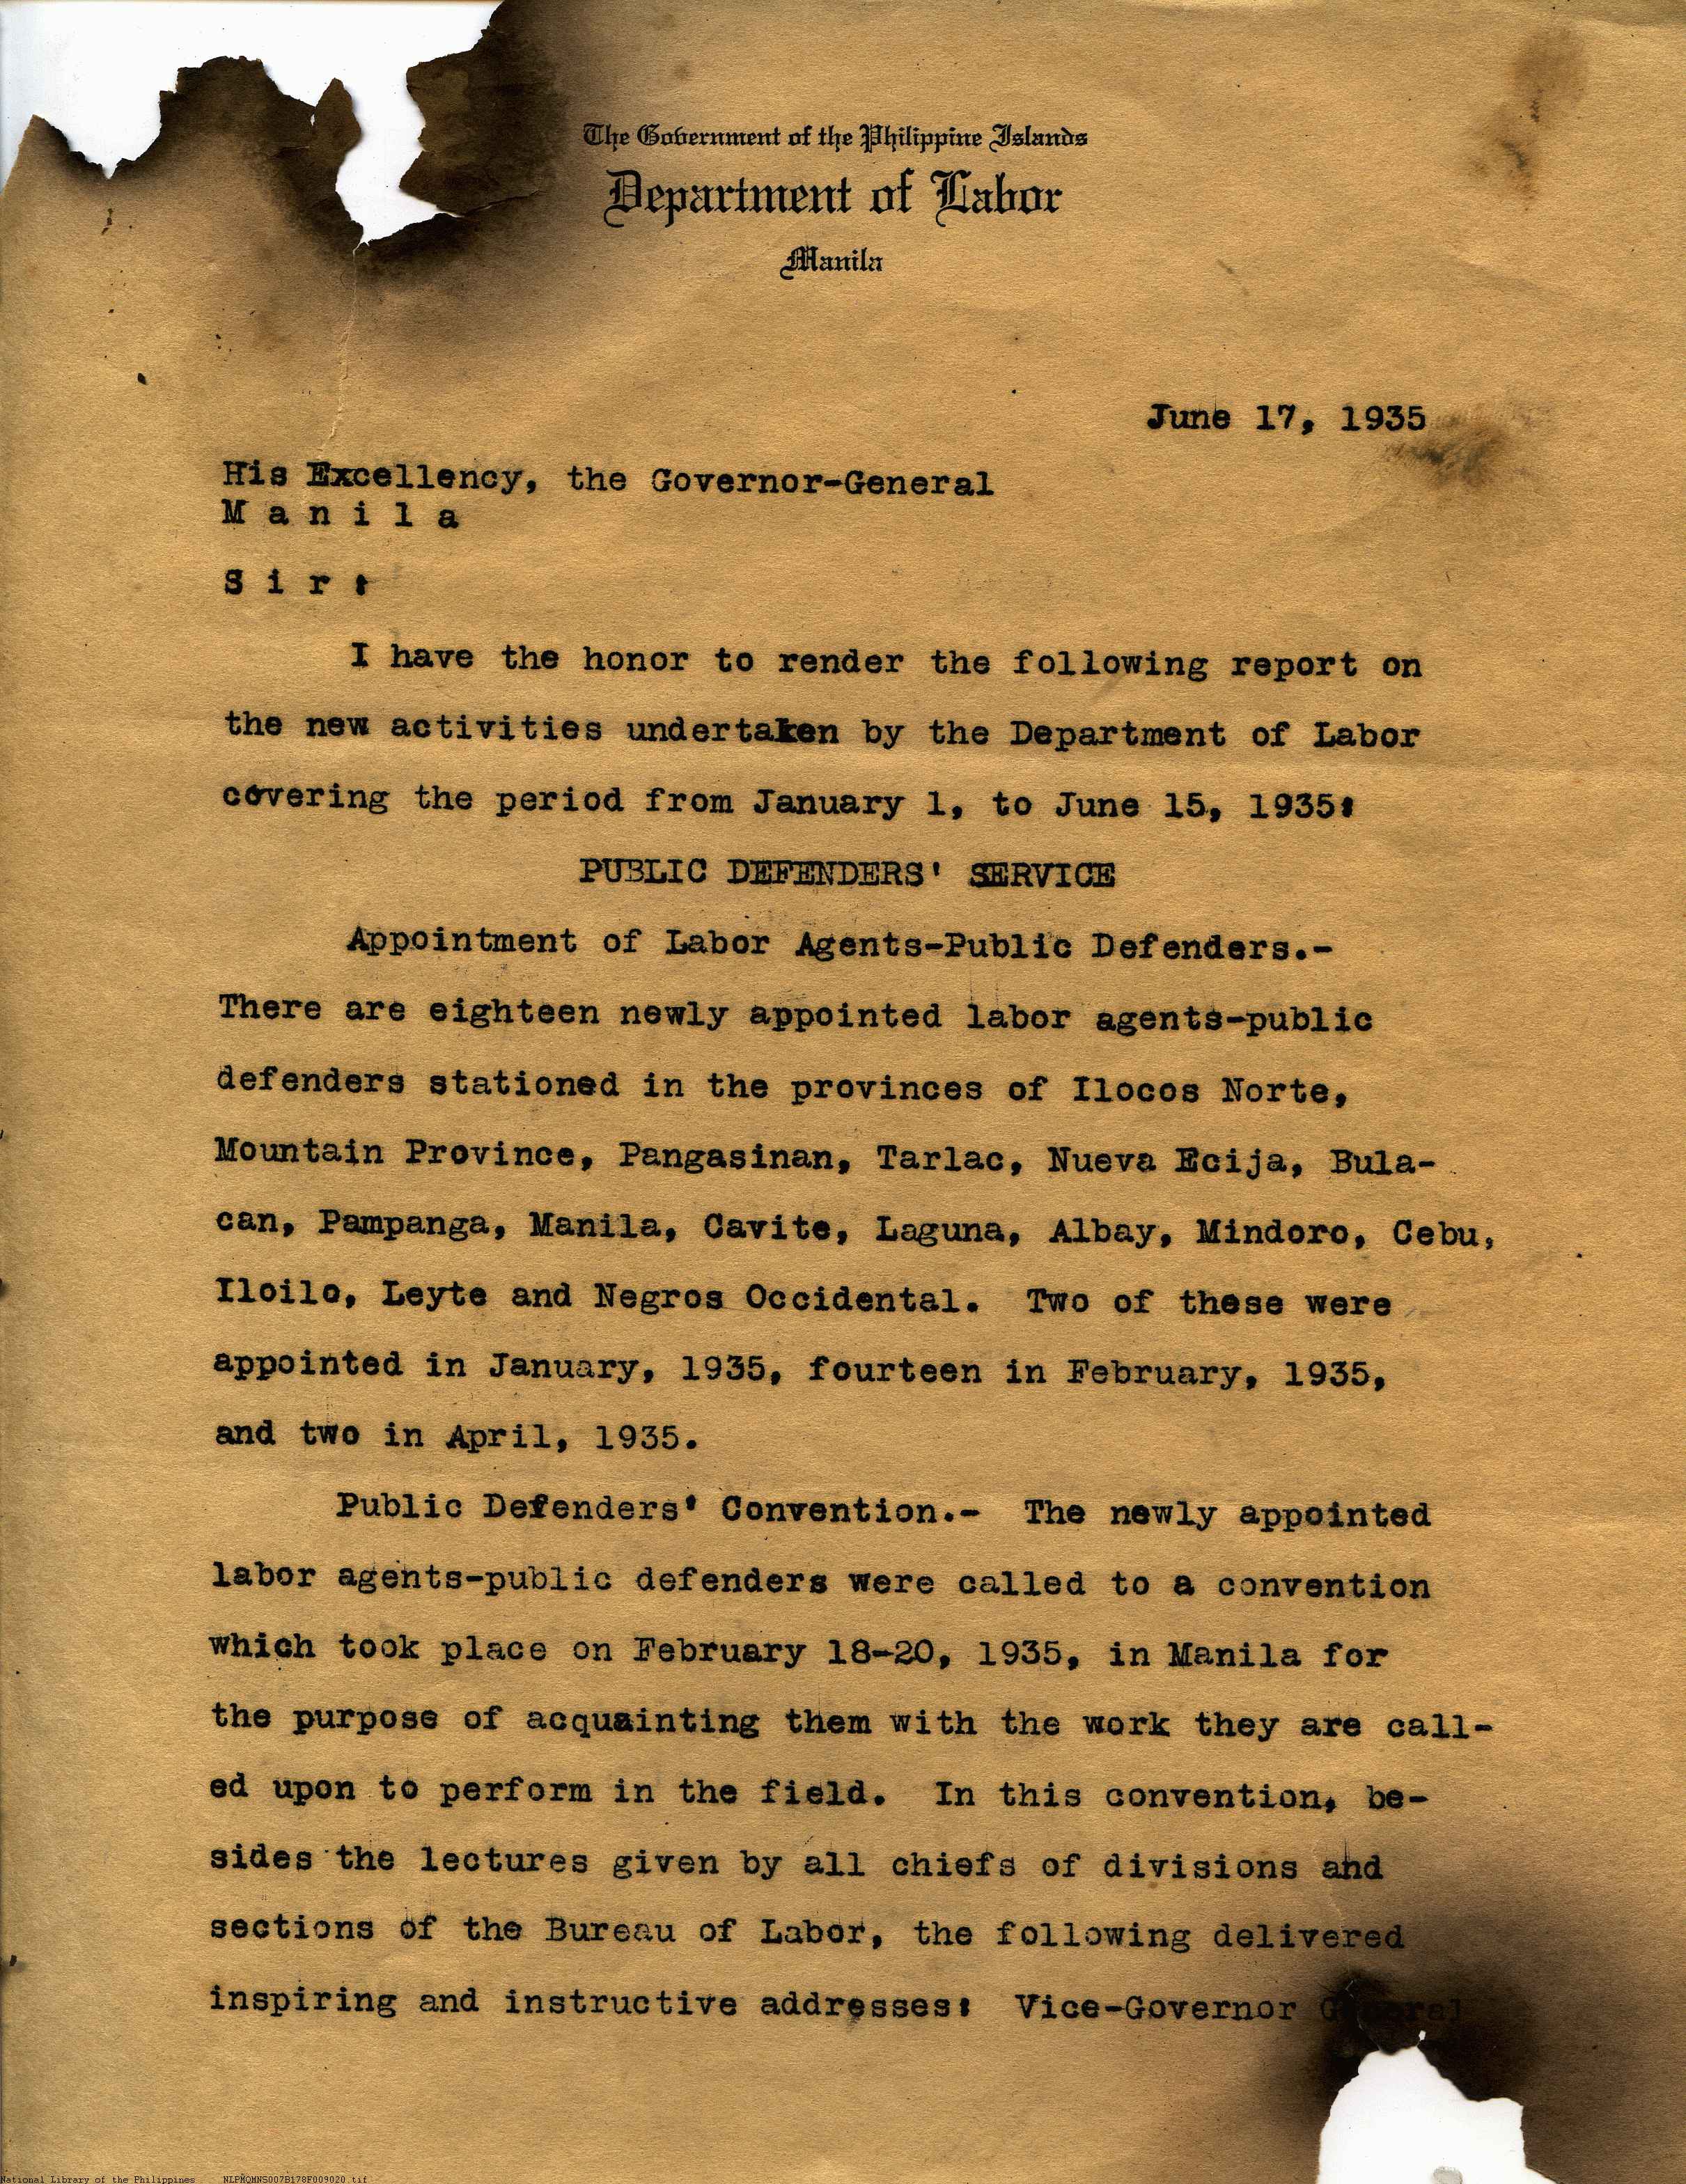 The Government of the Philippine Islands
Department of Labor
Manila
June 17, 1935
His Excellency, the Governor-General
M a n i l a
S i r :
I have the honor to render the following report on
the new activities undertaken by the Department of Labor
covering the period from January 1, to June 15, 1935:
PUBLIC DEFENDERS' SERVICE
Appointment of Labor Agents-Public Defenders.-
There are eighteen newly appointed labor agents-public
defenders stationed in the provinces of Ilocos Norte,
Mountain Province, Pangasinan, Tarlac, Nueva Ecija, Bula-
can, Pampanga, Manila, Cavite, Laguna, Albay, Mindoro, Cebu,
Iloilo, Leyte and Negros Occidental. Two of these were
appointed in January, 1935, fourteen in February, 1935,
and two in April, 1935.
Public Defenders' Convention.- The newly appointed
labor agents-public defenders were called to a convention
which took place on February 18-20, 1935, in Manila for
the purpose of acquainting them with the work they are call-
ed upon to perform in the field. In this convention, be-
sides the lectures given by all chiefs of divisions and
sections of the Bureau of Labor, the following delivered
inspiring and instructive addresses: Vice-Governor General
National Library of the Philippines NLPMQMNS007B178F009020.tif